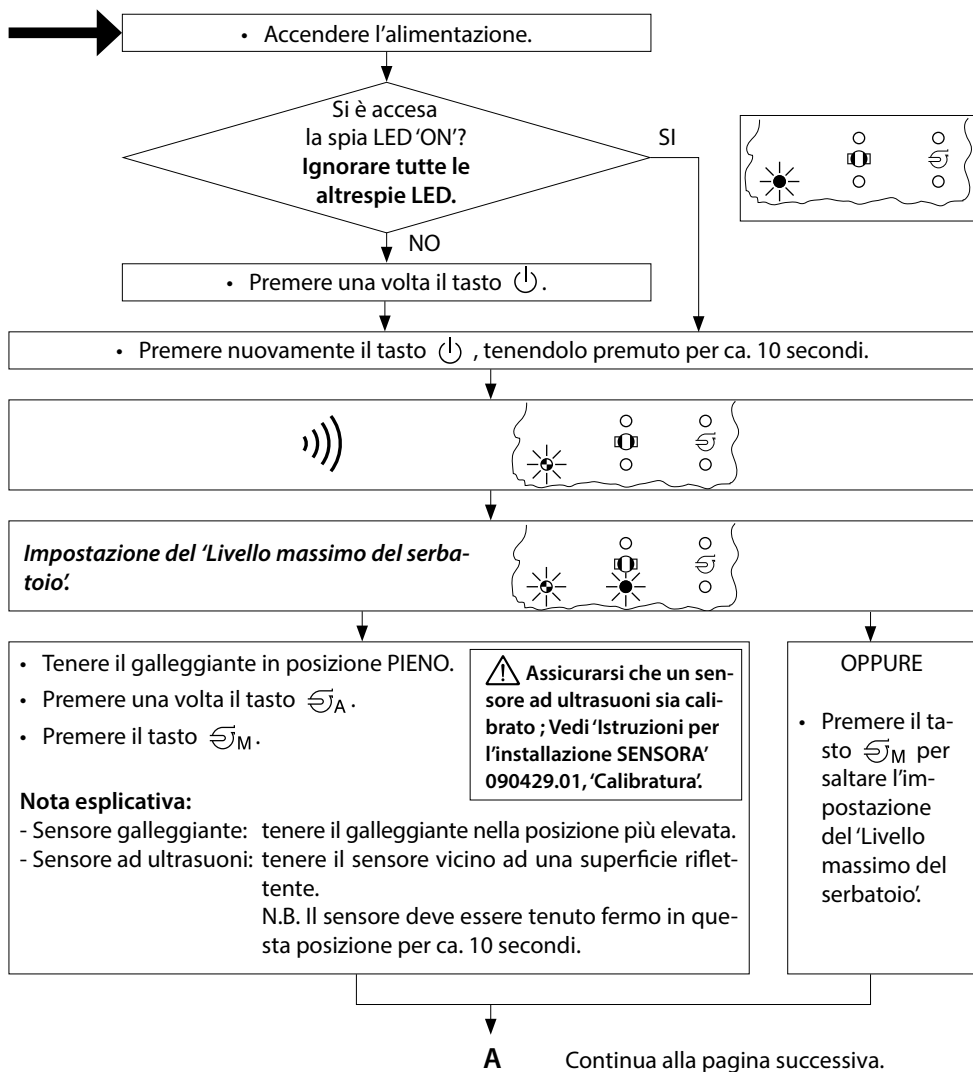 • Accendere l'alimentazione.
Si è accesa
la spia LED 'ON'?
Ignorare tutte le
altrespie LED.
SI
NO
• Premere una volta il tasto .
• Premere nuovamente il tasto , tenendolo premuto per ca. 10 secondi.
Impostazione del 'Livello massimo del serba-
toio'.
• Tenere il galleggiante in posizione PIENO.
• Premere una volta il tasto A .
• Premere il tasto M .
Assicurarsi che un sen-
sore ad ultrasuoni sia cali-
brato ; Vedi 'Istruzioni per
l'installazione SENSORA'
090429.01, 'Calibratura'.
Nota esplicativa:
- Sensore galleggiante: tenere il galleggiante nella posizione più elevata.
- Sensore ad ultrasuoni: tenere il sensore vicino ad una superficie riflet-
tente.
N.B. Il sensore deve essere tenuto fermo in que-
sta posizione per ca. 10 secondi.
OPPURE
• Premere il ta-
sto M per
saltare l'im-
postazione
del 'Livello
massimo del
serbatoio'.
A Continua alla pagina successiva.